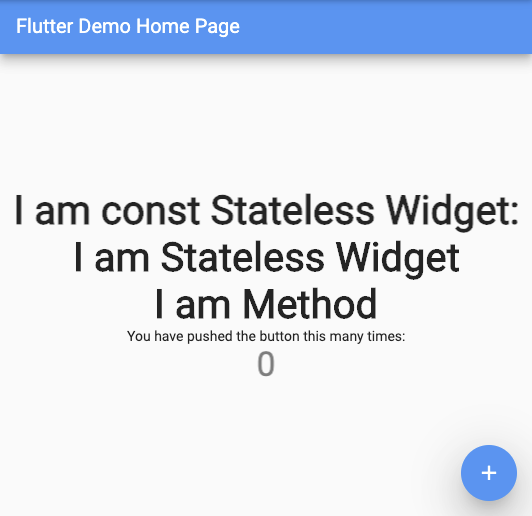 Flutter Demo Home Page
I am const Stateless Widget:
I am Stateless Widget
I am Method
You have pushed the button this many times:
0
+